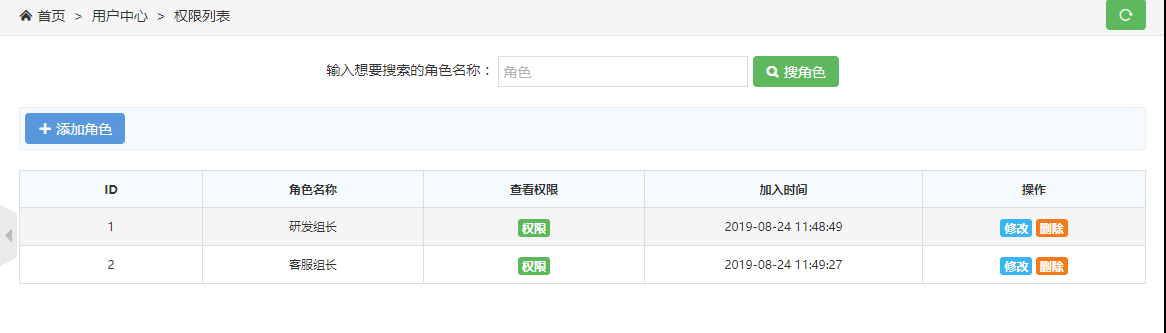 首页 > 用户中心 > 权限列表
输入想要搜索的角色名称： 角色 搜角色
添加角色
ID 角色名称 查看权限 加入时间 操作
1 研发组长 权限 2019-08-24 11:48:49 修改 删除
2 客服组长 权限 2019-08-24 11:49:27 修改 删除